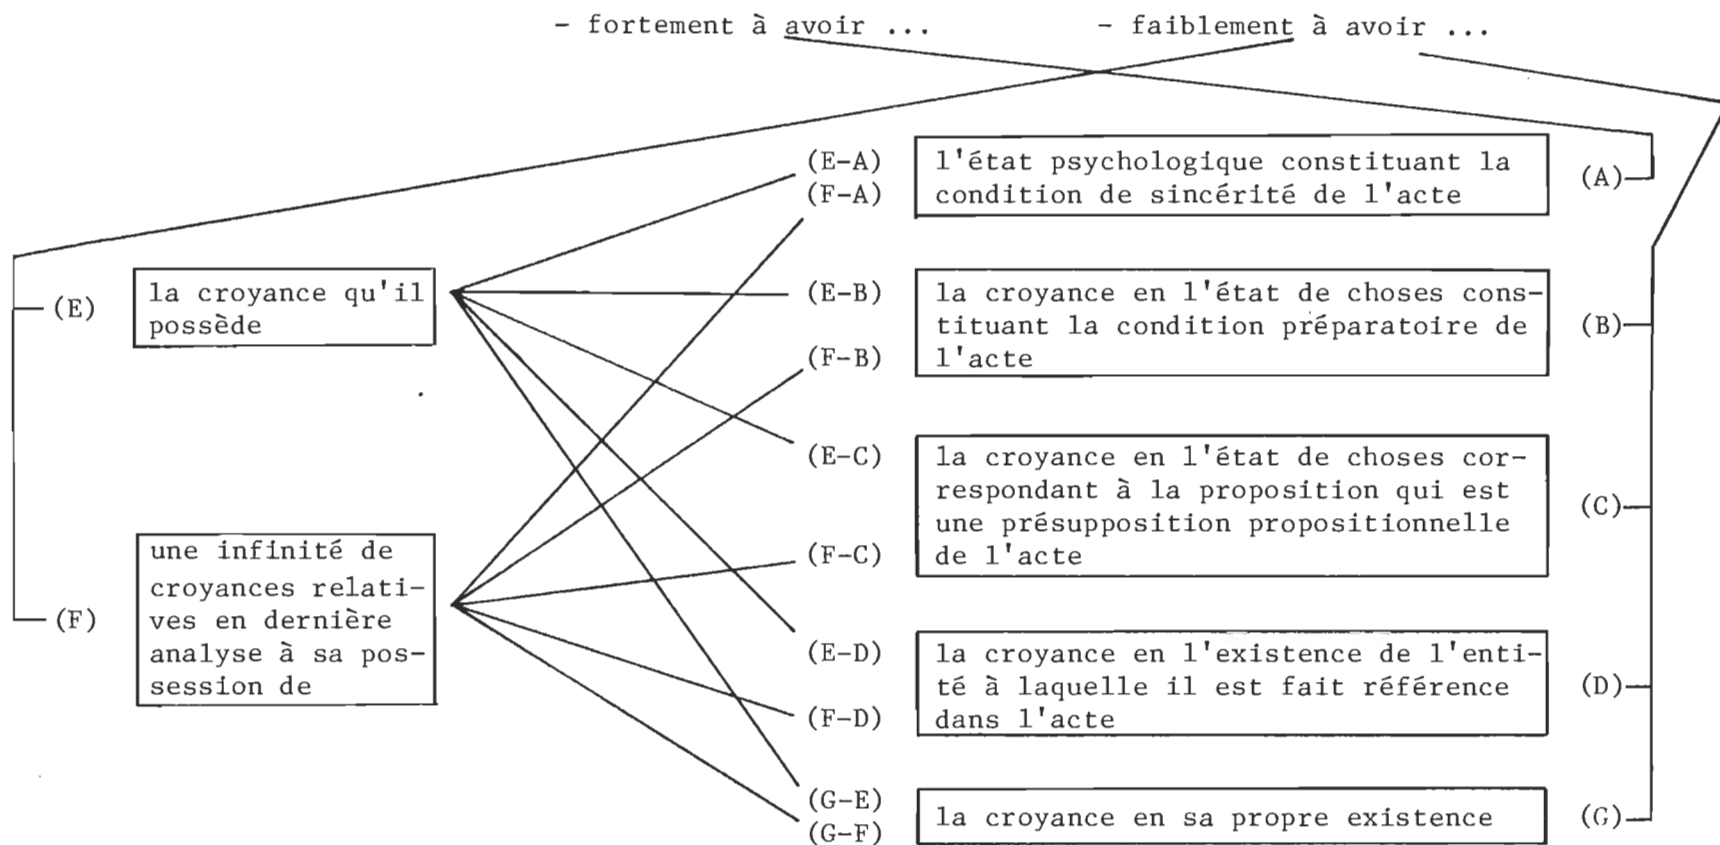 - fortement à avoir ... - faiblement à avoir ...
(E-A)
(F-A)
l'état psychologique constituant la
condition de sincérité de l'acte
(A)
(E)
la croyance qu'il
possède
(E-B)
(F-B)
la croyance en l'état de choses cons-
tituant la condition préparatoire de
l'acte
(B)
(E-C)
(F-C)
la croyance en l'état de choses cor-
respondant à la proposition qui est
une présupposition propositionnelle
de l'acte
(C)
(F)
une infinité de
croyances relati-
ves en dernière
analyse à sa pos-
session de
(E-D)
(F-D)
la croyance en l'existence de l'enti-
té à laquelle il est fait référence
dans l'acte
(D)
(G-E)
(G-F)
la croyance en sa propre existence
(G)